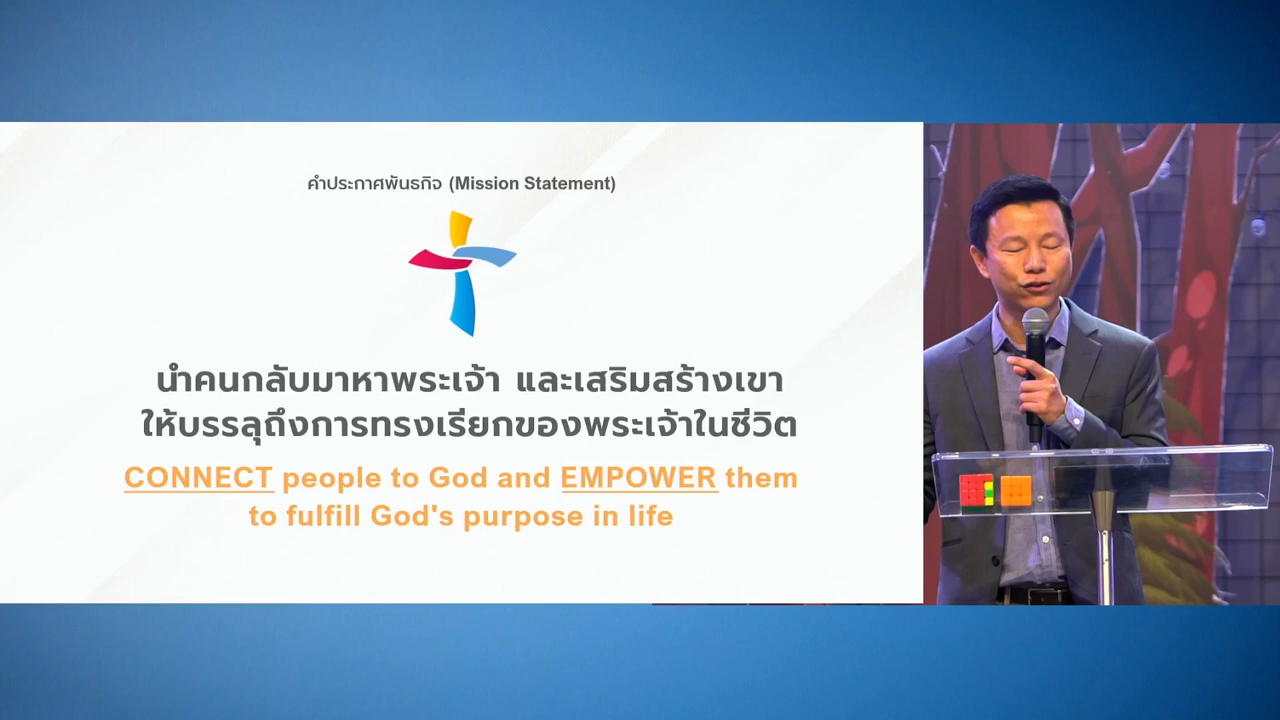 คำประกาศพันธกิจ (Mission Statement)
นำคนกลับมาหาพระเจ้า และเสริมสร้างเขา
ให้บรรลุถึงการทรงเรียกของพระเจ้าในชีวิต
CONNECT people to God and EMPOWER them
to fulfill God's purpose in life